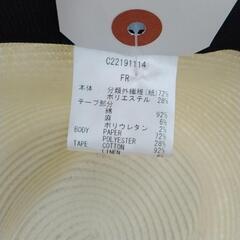 C22191114
FR
本体 分類外繊維(紙)72%
ポリエステル 28%
テープ部分
綿 92%
麻 6%
ポリウレタン 2%
BODY PAPER 72%
POLYESTER 28%
TAPE COTTON 92%
LINEN